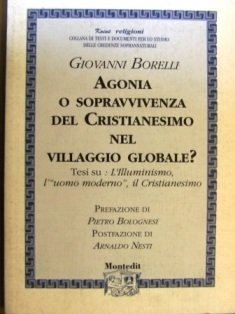 Koinè religioni
COLLANA DI TESTI E DOCUMENTI PER LO STUDIO
DELLE CREDENZE SOPRANNATURALI
GIOVANNI BORELLI
AGONIA
O SOPRAVVIVENZA
DEL CRISTIANESIMO
NEL
VILLAGGIO GLOBALE?
Tesi su : L'Illuminismo,
l'"uomo moderno", il Cristianesimo
PREFAZIONE DI
PIETRO BOLOGNESI
POSTFAZIONE DI
ARNALDO NESTI
Montedit